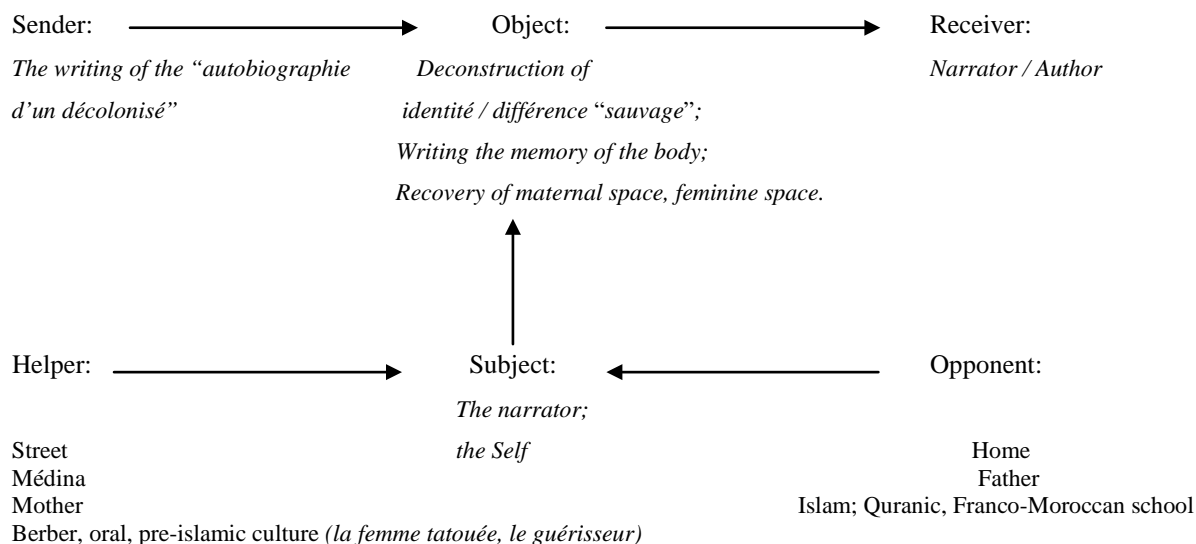 Sender: Object: Receiver:
The writing of the “autobiographie Deconstruction of Narrator / Author
d’un décolonisé” identité / différence “sauvage”;
Writing the memory of the body;
Recovery of maternal space, feminine space.
Helper: Subject: Opponent:
The narrator;
Street the Self Home
Médina Father
Mother Islam; Quranic, Franco-Moroccan school
Berber, oral, pre-islamic culture (la femme tatouée, le guérisseur)